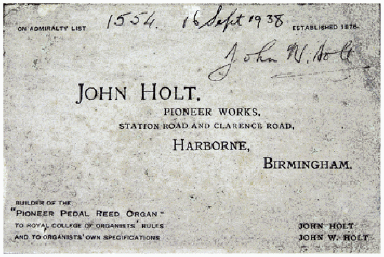 1554. 16 Sept 1938
ON ADMIRALTY LIST
ESTABLISHED 1876.
John W. Holt
JOHN HOLT.
PIONEER WORKS,
STATION ROAD AND CLARENCE ROAD,
HARBORNE,
BIRMINGHAM.
BUILDER OF THE
"PIONEER PEDAL REED ORGAN"
TO ROYAL COLLEGE OF ORGANISTS' RULES
AND TO ORGANISTS' OWN SPECIFICATIONS
JOHN HOLT
JOHN W. HOLT